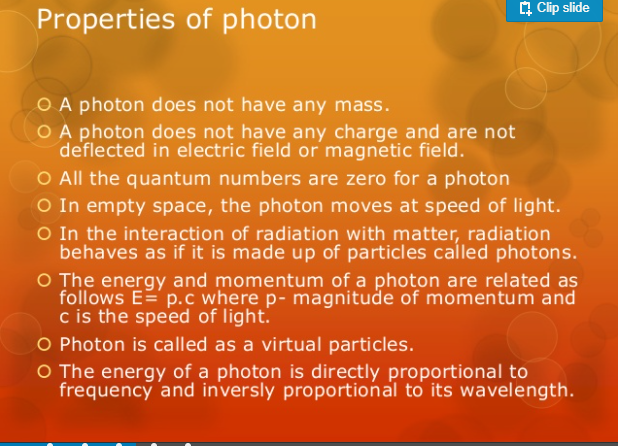 Properties of photon
Clip slide
A photon does not have any mass.
A photon does not have any charge and are not
deflected in electric field or magnetic field.
All the quantum numbers are zero for a photon
In empty space, the photon moves at speed of light.
In the interaction of radiation with matter, radiation
behaves as if it is made up of particles called photons.
The energy and momentum of a photon are related as
follows E= p.c where p- magnitude of momentum and
c is the speed of light.
Photon is called as a virtual particles.
The energy of a photon is directly proportional to
frequency and inversly proportional to its wavelength.